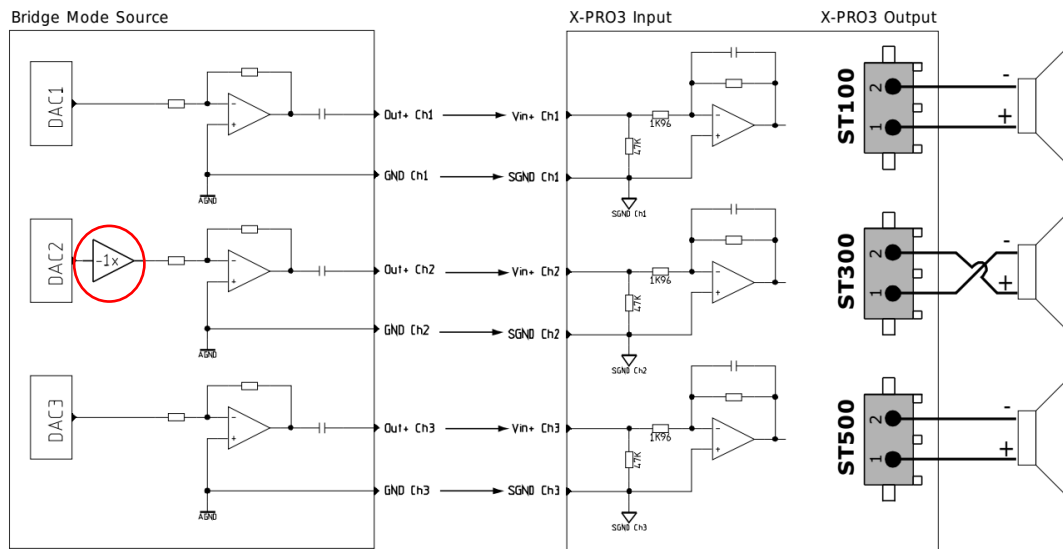 Bridge Mode Source
X-PRO3 Input
X-PRO3 Output
DAC1
-
+
AGND
Out+ Ch1
GND Ch1
Vin+ Ch1
SGND Ch1
1K96
47K
SGND Ch1
-
+
ST100
2
1
-
+
DAC2
-1x
-
+
AGND
Out+ Ch2
GND Ch2
Vin+ Ch2
SGND Ch2
1K96
47K
SGND Ch2
-
+
ST300
2
1
-
+
DAC3
-
+
AGND
Out+ Ch3
GND Ch3
Vin+ Ch3
SGND Ch3
1K96
47K
SGND Ch3
-
+
ST500
2
1
-
+